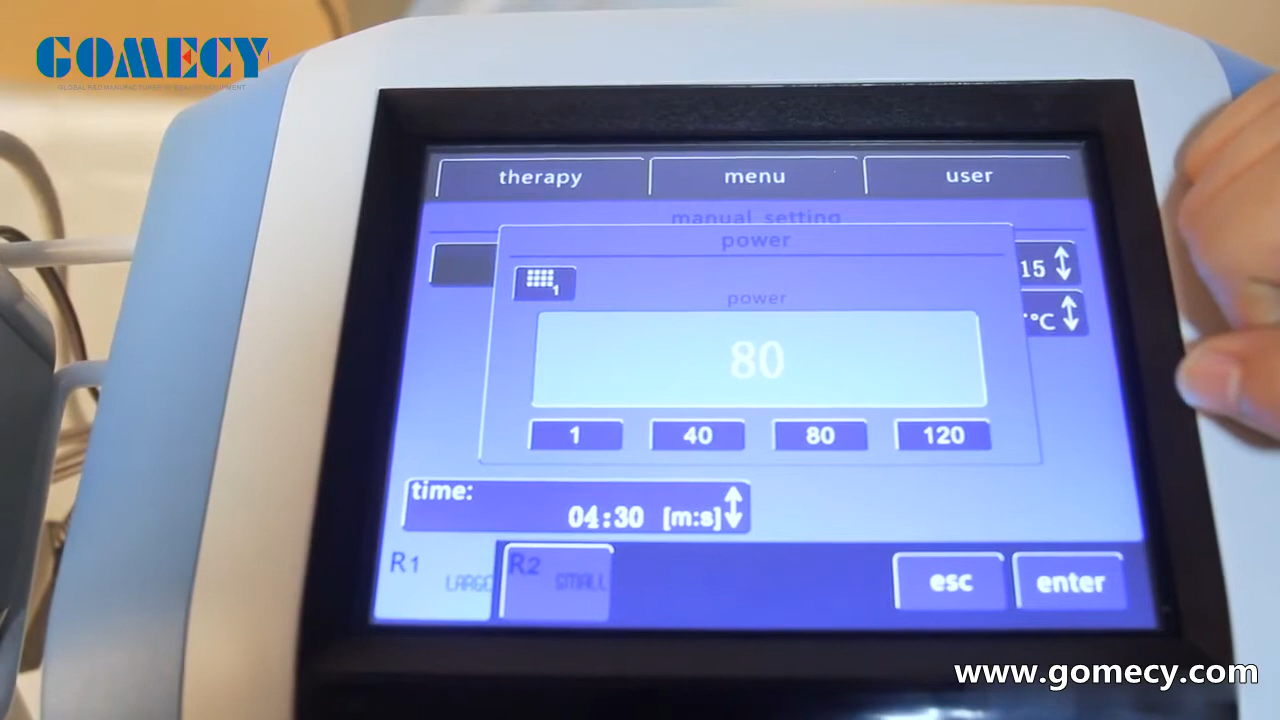 GOMECY
therapy menu user
manual setting
power
1
power
80
1 40 80 120
15
°C
time:
04:30 [m:s]
R1 LARGE R2 SMALL
esc enter
www.gomecy.com